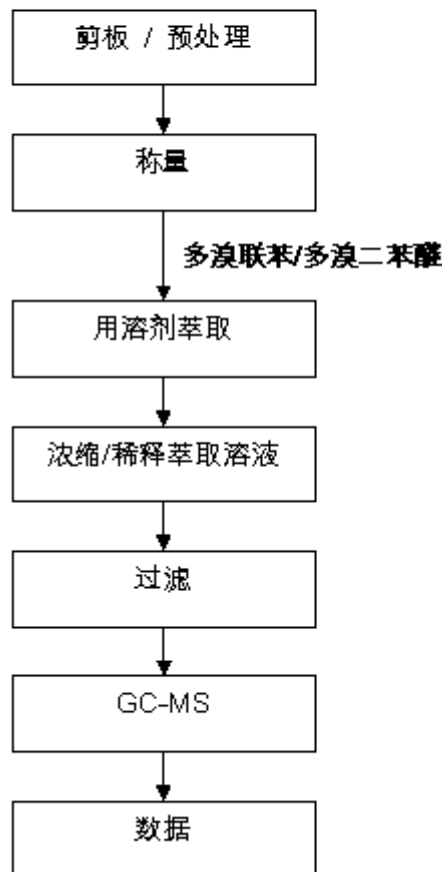 剪板 / 预处理
称量
多溴联苯/多溴二苯醚
用溶剂萃取
浓缩/稀释萃取溶液
过滤
GC-MS
数据